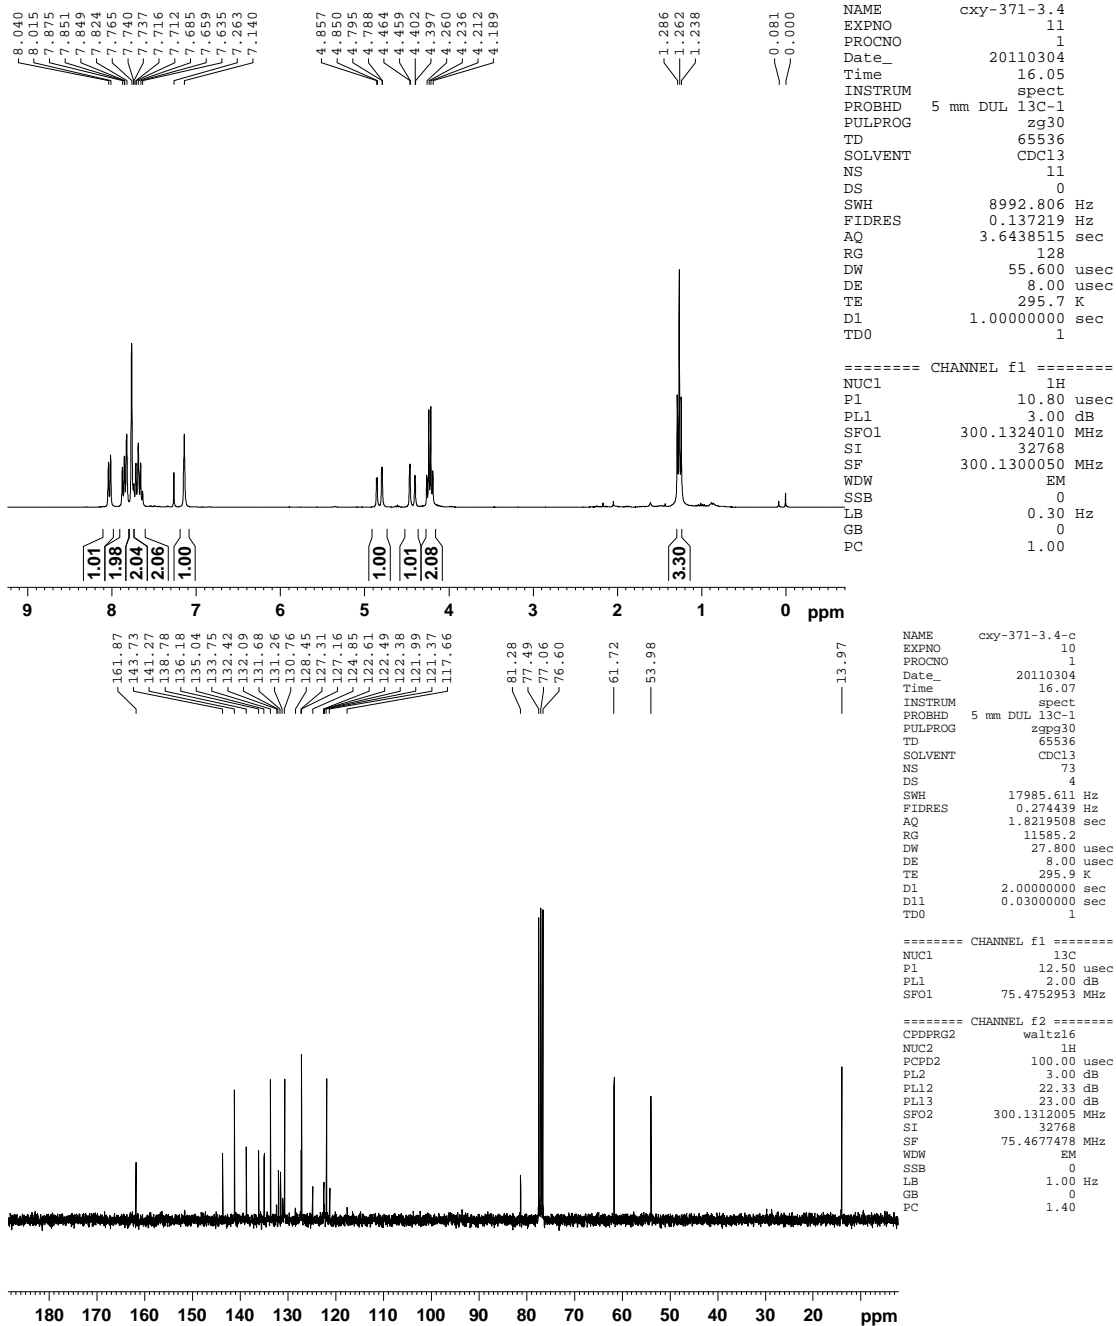 8.040
8.015
7.875
7.851
7.849
7.824
7.765
7.740
7.737
7.716
7.712
7.685
7.659
7.635
7.263
7.140
4.857
4.850
4.795
4.788
4.464
4.459
4.402
4.397
4.260
4.236
4.212
4.189
1.286
1.262
1.238
0.081
0.000
NAME cxy-371-3.4
EXPNO 11
PROCNO 1
Date_ 20110304
Time 16.05
INSTRUM spect
PROBHD 5 mm DUL 13C-1
PULPROG zg30
TD 65536
SOLVENT CDCl3
NS 11
DS 0
SWH 8992.806 Hz
FIDRES 0.137219 Hz
AQ 3.6438515 sec
RG 128
DW 55.600 usec
DE 8.00 usec
TE 295.7 K
D1 1.00000000 sec
TD0 1
======== CHANNEL f1 ========
NUC1 1H
P1 10.80 usec
PL1 3.00 dB
SFO1 300.1324010 MHz
SI 32768
SF 300.1300050 MHz
WDW EM
SSB 0
LB 0.30 Hz
GB 0
PC 1.00
1.01 1.98 2.04 2.06 1.00 1.00 1.01 2.08 3.30
9 8 7 6 5 4 3 2 1 0 ppm
161.87
143.73
141.27
138.78
136.18
135.04
133.75
132.42
132.09
131.68
131.26
130.76
128.45
127.31
127.16
124.85
122.61
122.49
122.38
121.99
121.37
117.66
81.28
77.49
77.06
76.60
61.72
53.98
13.97
NAME cxy-371-3.4-c
EXPNO 10
PROCNO 1
Date_ 20110304
Time 16.07
INSTRUM spect
PROBHD 5 mm DUL 13C-1
PULPROG zgpg30
TD 65536
SOLVENT CDCl3
NS 73
DS 4
SWH 17985.611 Hz
FIDRES 0.274439 Hz
AQ 1.8219508 sec
RG 11585.2
DW 27.800 usec
DE 8.00 usec
TE 295.9 K
D1 2.00000000 sec
D11 0.03000000 sec
TD0 1
======== CHANNEL f1 ========
NUC1 13C
P1 12.50 usec
PL1 2.00 dB
SFO1 75.4752953 MHz
======== CHANNEL f2 ========
CPDPRG2 waltz16
NUC2 1H
PCPD2 100.00 usec
PL2 3.00 dB
PL12 22.33 dB
PL13 23.00 dB
SFO2 300.1312005 MHz
SI 32768
SF 75.4677478 MHz
WDW EM
SSB 0
LB 1.00 Hz
GB 0
PC 1.40
180 170 160 150 140 130 120 110 100 90 80 70 60 50 40 30 20 ppm